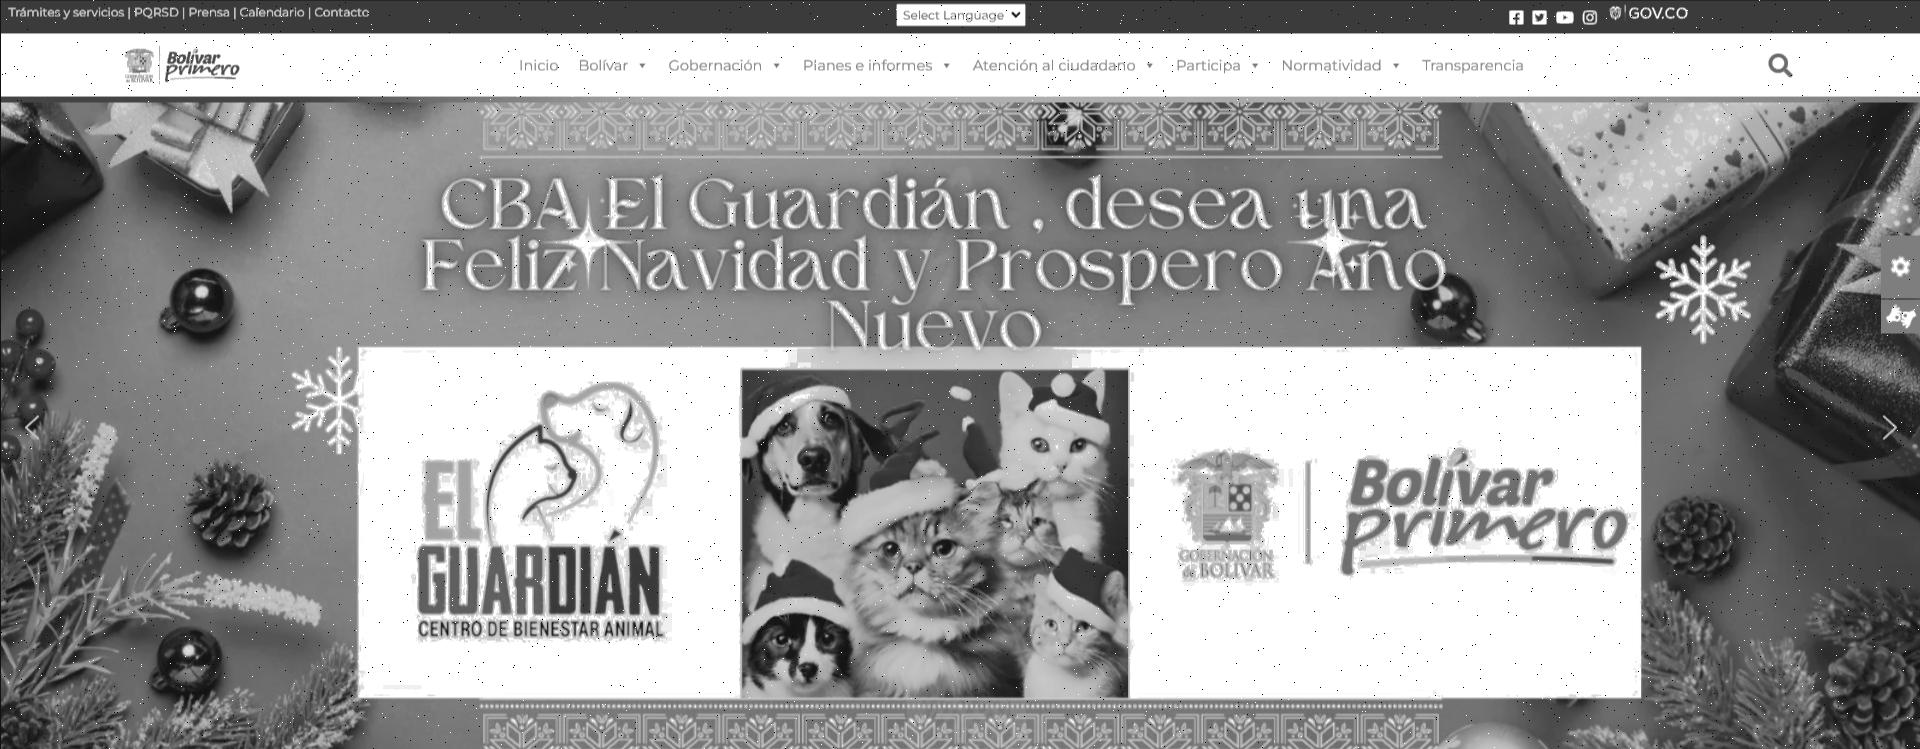 Trámites y servicios | PQRSD | Prensa | Calendario | Contacto
Select Language
GOV.CO
Bolívar
primero
Inicio Bolívar Gobernación Planes e informes Atención al ciudadano Participa Normatividad Transparencia
CBA El Guardián , desea una
Feliz Navidad y Prospero Año
Nuevo
EL
GUARDIÁN
CENTRO DE BIENESTAR ANIMAL
GOBERNACIÓN
de BOLÍVAR
Bolívar
primero